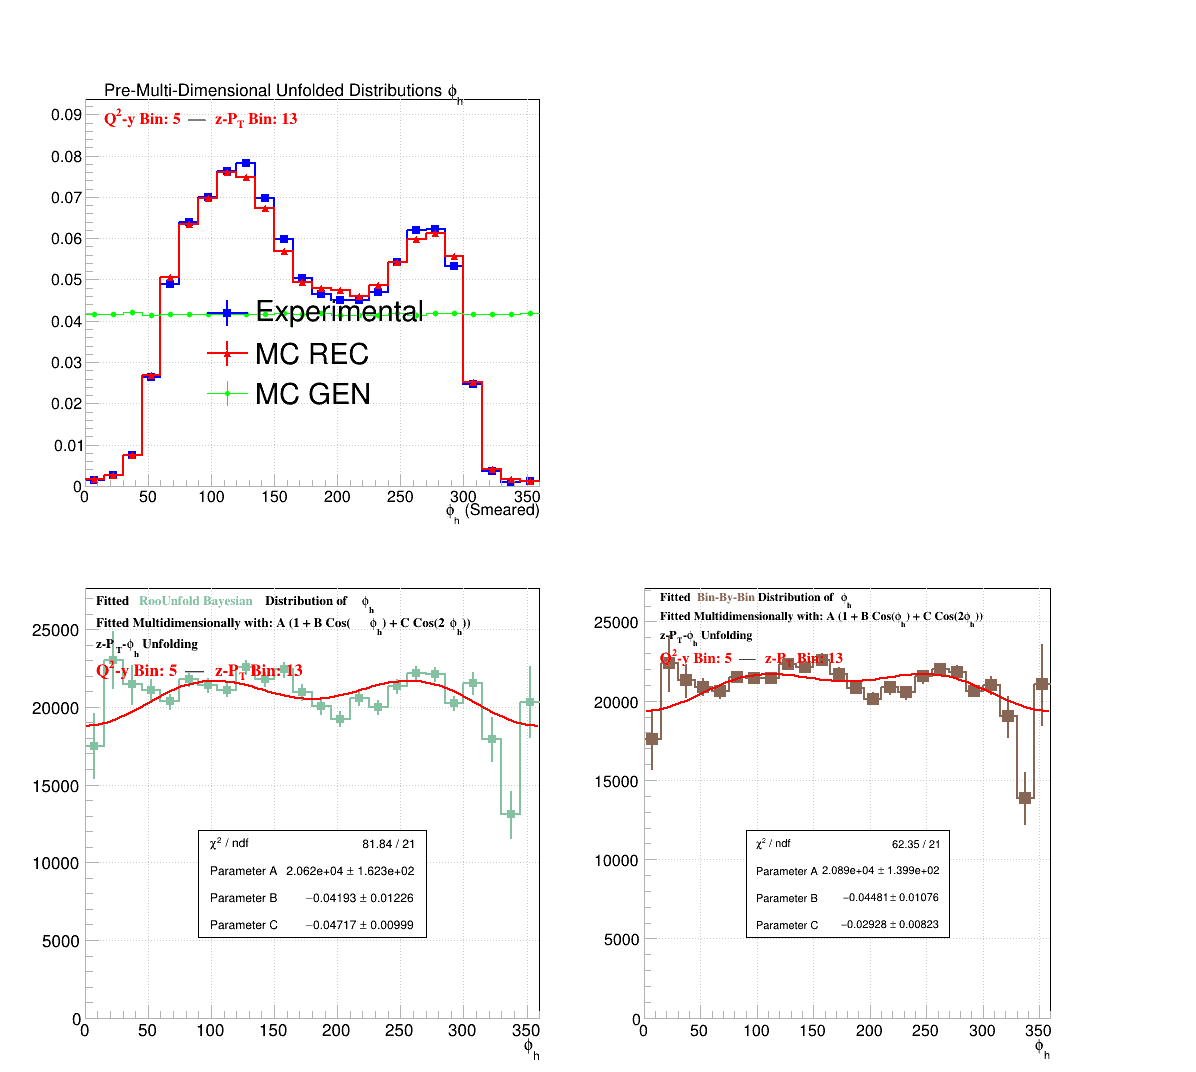 Pre-Multi-Dimensional Unfolded Distributions ϕh
Q²-y Bin: 5 — z-PT Bin: 13
0.09
0.08
0.07
0.06
0.05
0.04
0.03
0.02
0.01
0
Experimental
MC REC
MC GEN
0 50 100 150 200 250 300 350
ϕh (Smeared)
Fitted RooUnfold Bayesian Distribution of ϕh
Fitted Multidimensionally with: A (1 + B Cos(ϕh) + C Cos(2 ϕh))
z-PT-ϕh Unfolding
Q²-y Bin: 5 — z-PT Bin: 13
25000
20000
15000
10000
5000
0
χ² / ndf 81.84 / 21
Parameter A 2.062e+04 ± 1.623e+02
Parameter B −0.04193 ± 0.01226
Parameter C −0.04717 ± 0.00999
0 50 100 150 200 250 300 350
ϕh
Fitted Bin-By-Bin Distribution of ϕh
Fitted Multidimensionally with: A (1 + B Cos(ϕh) + C Cos(2ϕh))
z-PT-ϕh Unfolding
Q²-y Bin: 5 — z-PT Bin: 13
25000
20000
15000
10000
5000
0
χ² / ndf 62.35 / 21
Parameter A 2.089e+04 ± 1.399e+02
Parameter B −0.04481 ± 0.01076
Parameter C −0.02928 ± 0.00823
0 50 100 150 200 250 300 350
ϕh